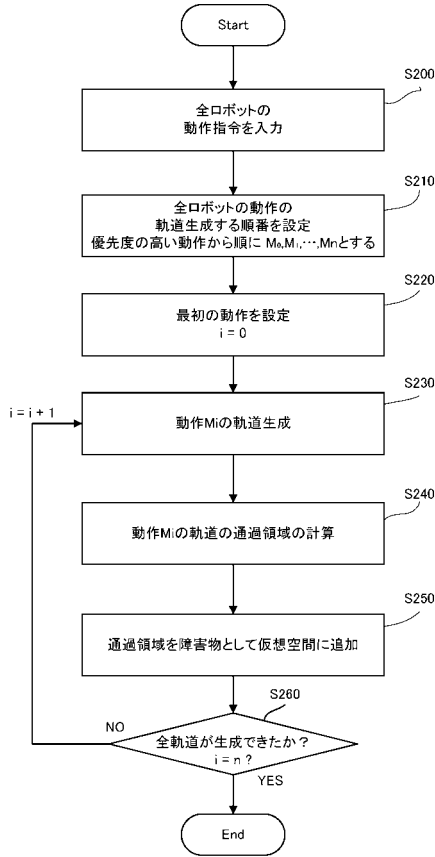 Start
S200
全ロボットの
動作指令を入力
S210
全ロボットの動作の
軌道生成する順番を設定
優先度の高い動作から順に M₀,M₁,…,Mnとする
S220
最初の動作を設定
i = 0
S230
i = i + 1
動作Miの軌道生成
S240
動作Miの軌道の通過領域の計算
S250
通過領域を障害物として仮想空間に追加
S260
NO
全軌道が生成できたか？
i = n ?
YES
End